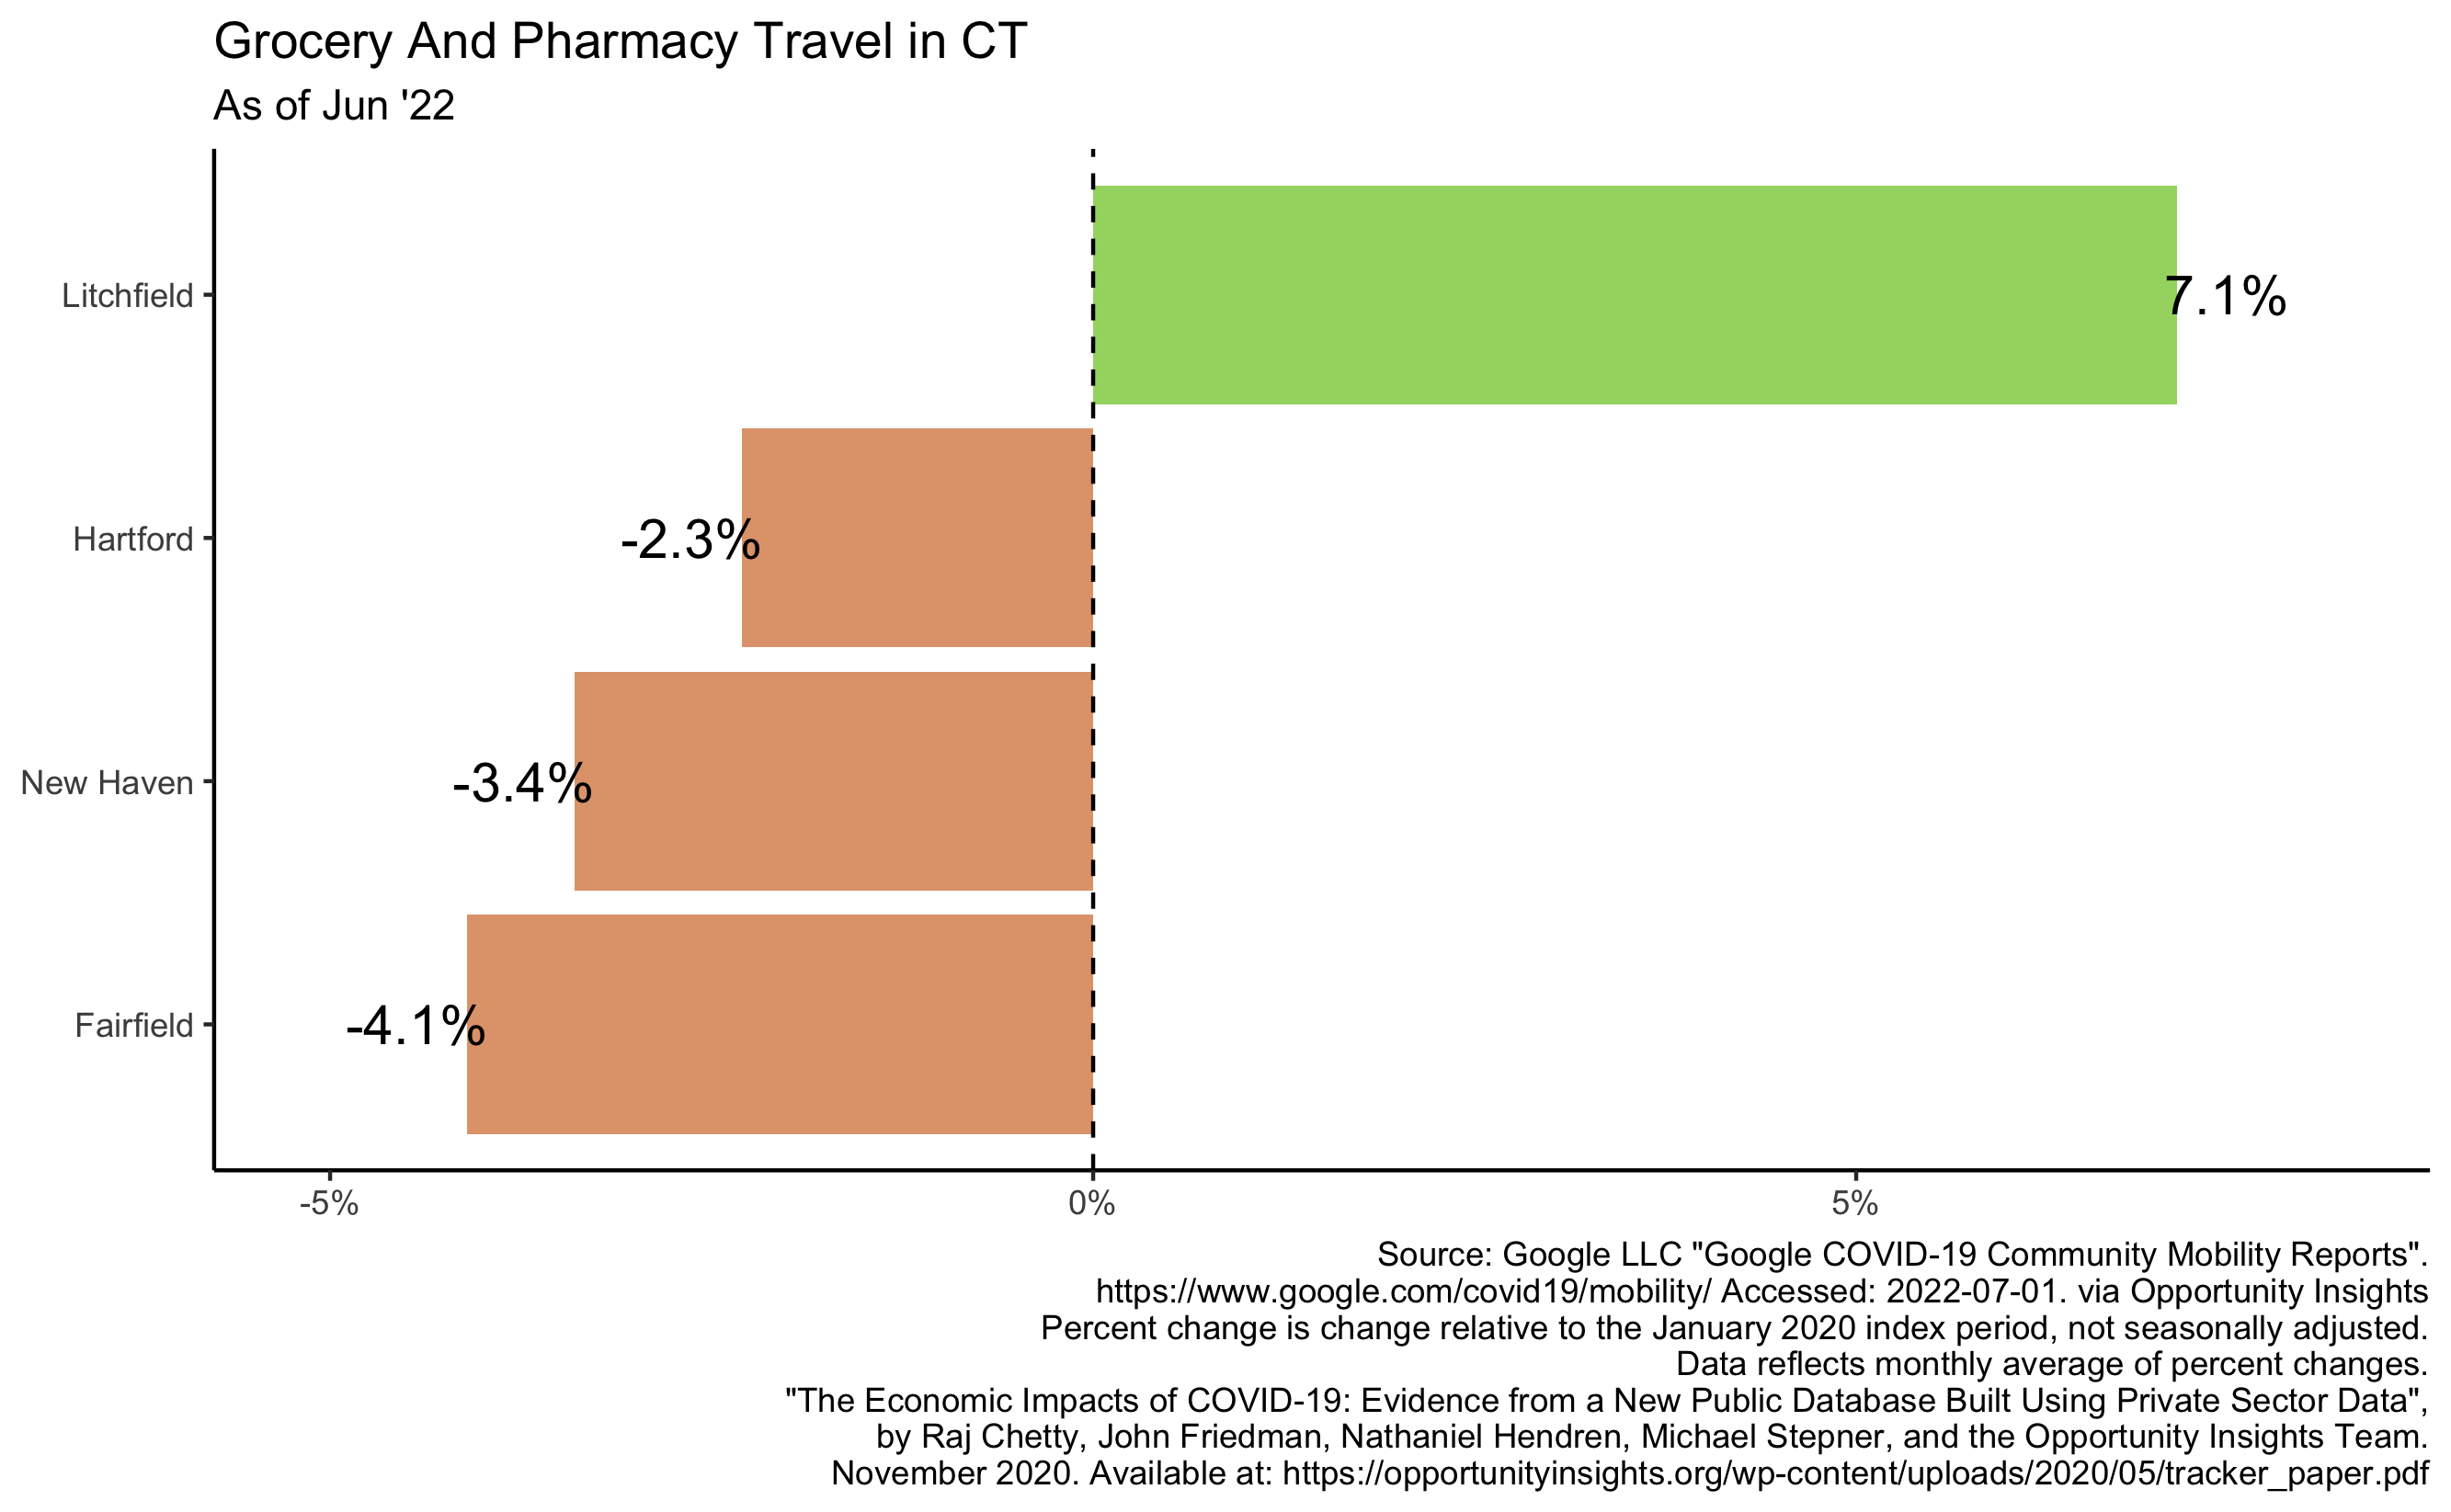 Grocery And Pharmacy Travel in CT
As of Jun '22
Litchfield
7.1%
Hartford
-2.3%
New Haven
-3.4%
Fairfield
-4.1%
-5%
0%
5%
Source: Google LLC "Google COVID-19 Community Mobility Reports".
https://www.google.com/covid19/mobility/ Accessed: 2022-07-01. via Opportunity Insights
Percent change is change relative to the January 2020 index period, not seasonally adjusted.
Data reflects monthly average of percent changes.
"The Economic Impacts of COVID-19: Evidence from a New Public Database Built Using Private Sector Data",
by Raj Chetty, John Friedman, Nathaniel Hendren, Michael Stepner, and the Opportunity Insights Team.
November 2020. Available at: https://opportunityinsights.org/wp-content/uploads/2020/05/tracker_paper.pdf